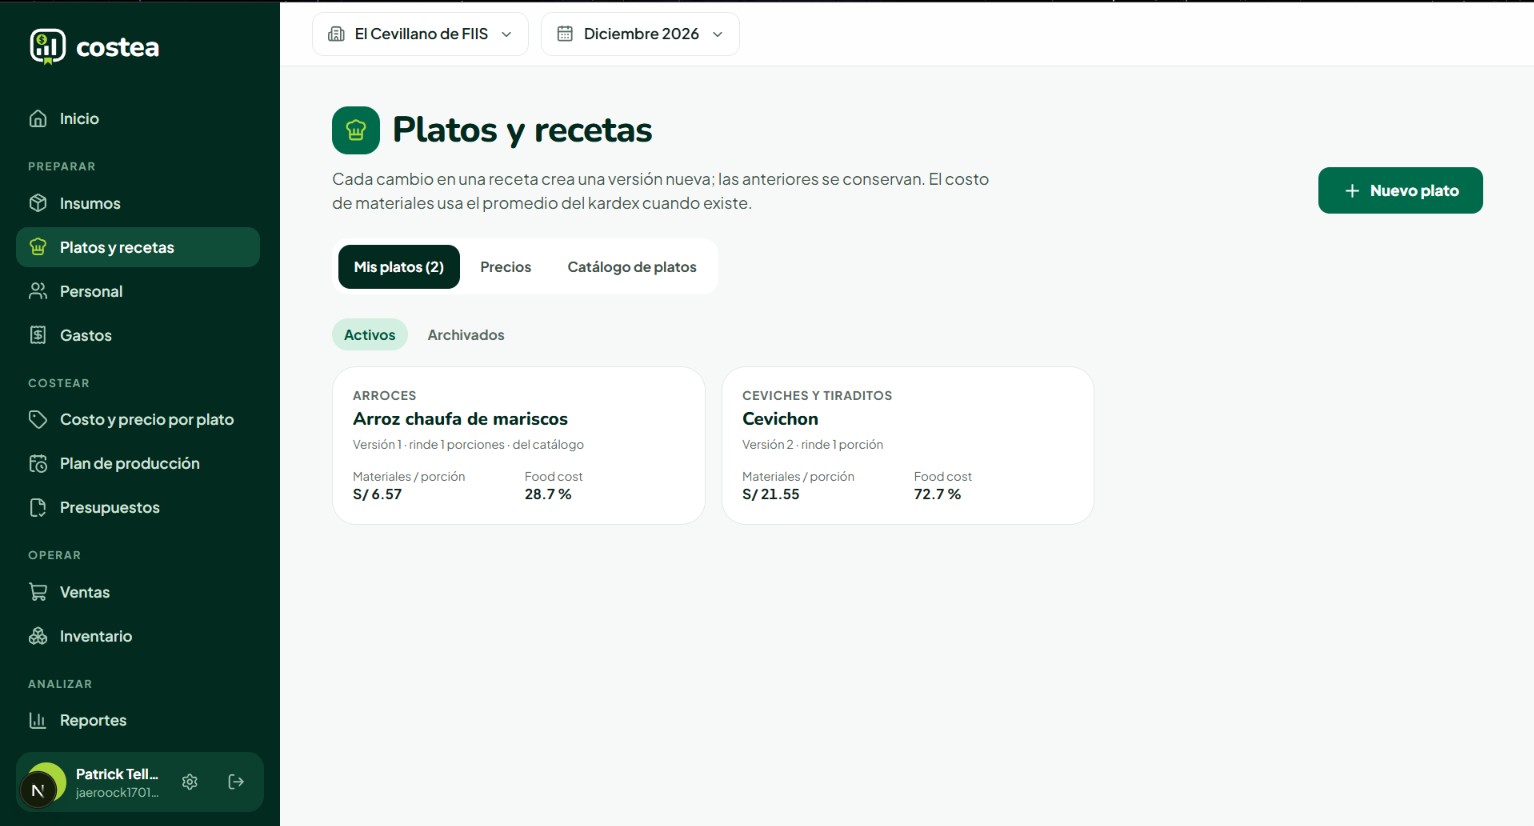 costea
El Cevillano de FIIS
Diciembre 2026
Inicio
PREPARAR
Insumos
Platos y recetas
Personal
Gastos
COSTEAR
Costo y precio por plato
Plan de producción
Presupuestos
OPERAR
Ventas
Inventario
ANALIZAR
Reportes
N
Patrick Tell...
jaeroock1701...
Platos y recetas
Cada cambio en una receta crea una versión nueva; las anteriores se conservan. El costo
de materiales usa el promedio del kardex cuando existe.
+ Nuevo plato
Mis platos (2)
Precios
Catálogo de platos
Activos
Archivados
ARROCES
Arroz chaufa de mariscos
Versión 1 · rinde 1 porciones · del catálogo
Materiales / porción
Food cost
S/ 6.57
28.7 %
CEVICHES Y TIRADITOS
Cevichon
Versión 2 · rinde 1 porción
Materiales / porción
Food cost
S/ 21.55
72.7 %